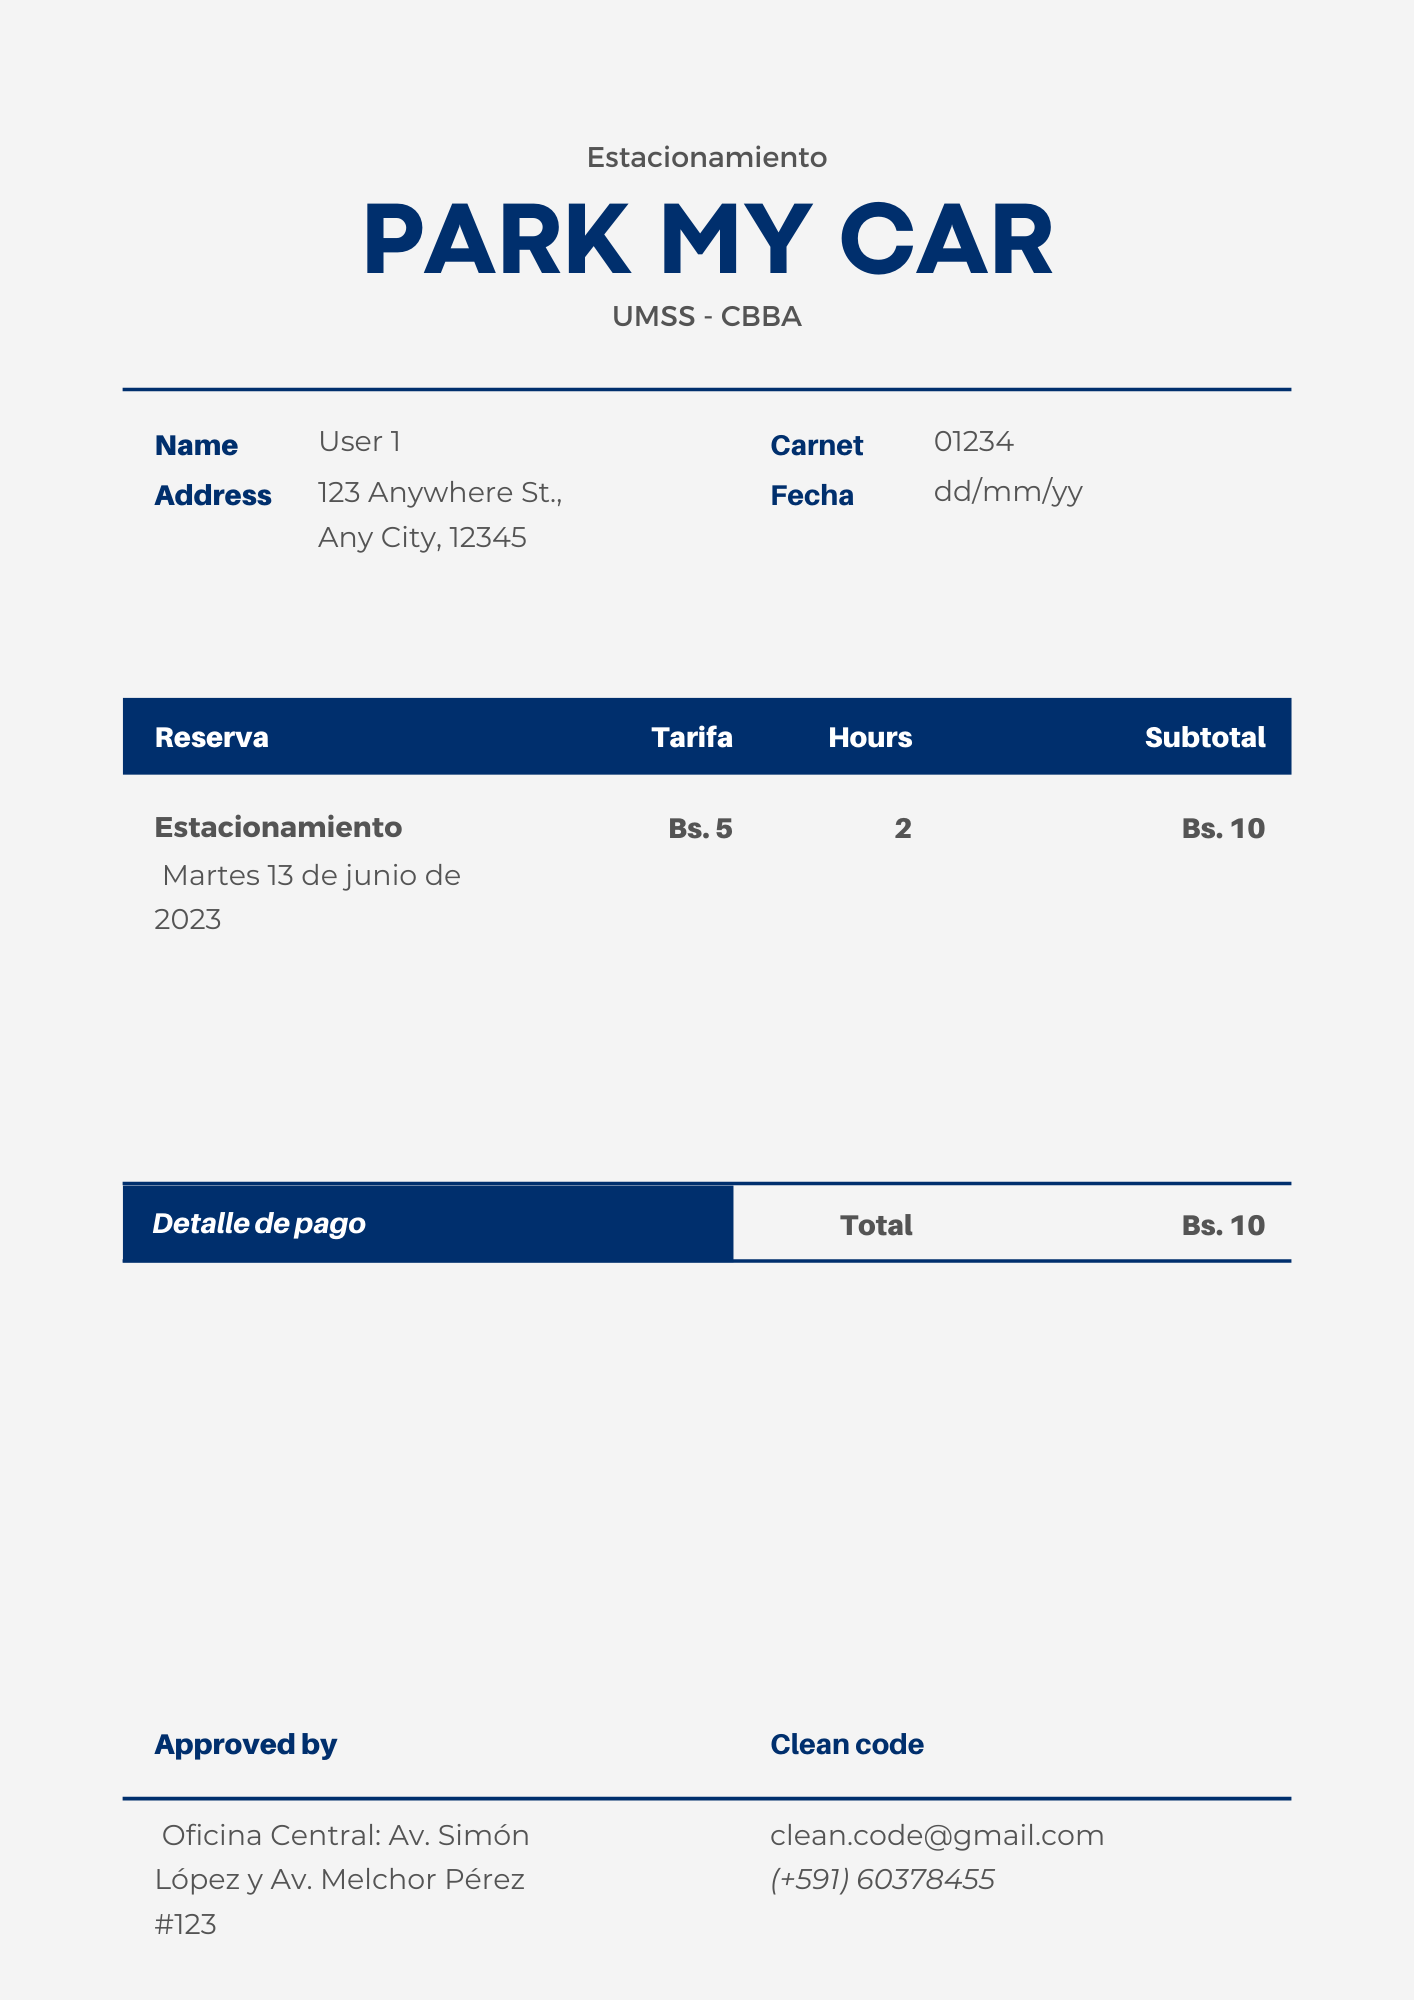 Estacionamiento
PARK MY CAR
UMSS - CBBA
Name User 1 Carnet 01234
Address 123 Anywhere St., Fecha dd/mm/yy
Any City, 12345
Reserva Tarifa Hours Subtotal
Estacionamiento Bs. 5 2 Bs. 10
Martes 13 de junio de
2023
Detalle de pago Total Bs. 10
Approved by Clean code
Oficina Central: Av. Simón clean.code@gmail.com
López y Av. Melchor Pérez (+591) 60378455
#123